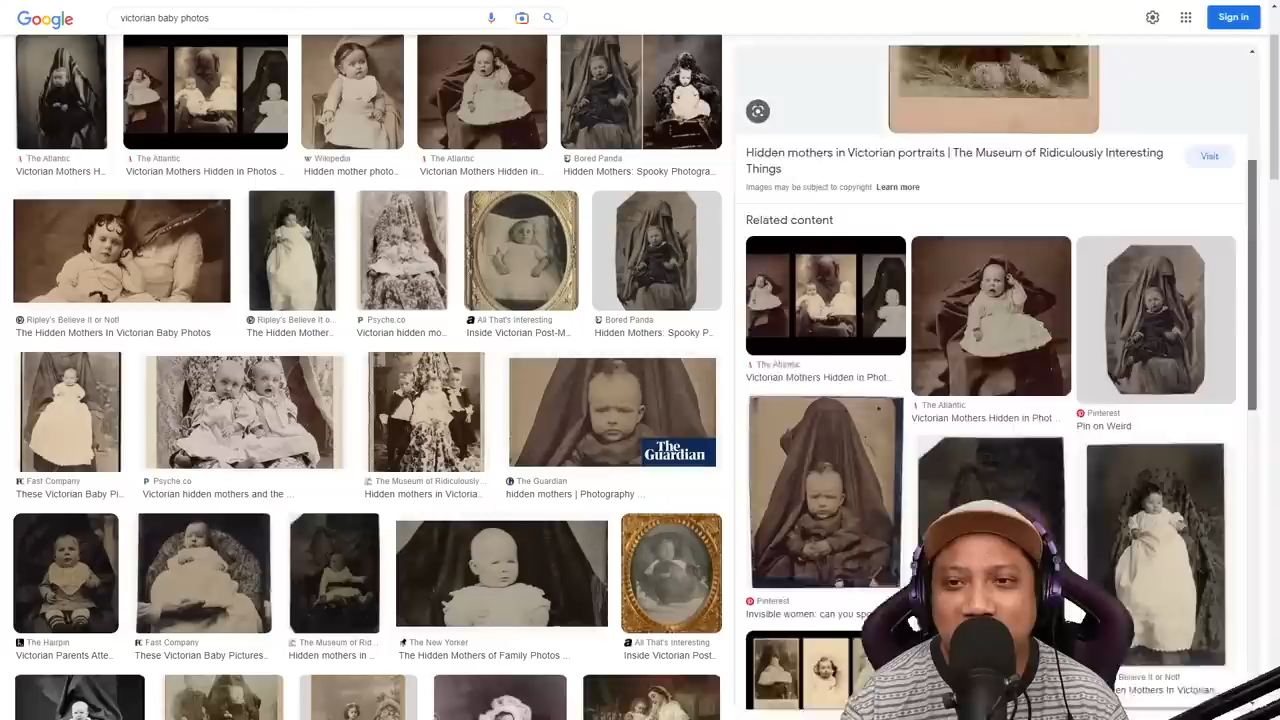 Google
victorian baby photos
Sign in
The Atlantic
Victorian Mothers H..
The Atlantic
Victorian Mothers Hidden in Photos ..
Wikipedia
Hidden mother photo..
The Atlantic
Victorian Mothers Hidden in..
Bored Panda
Hidden Mothers: Spooky Photogra..
Ripley's Believe It or Not!
The Hidden Mothers In Victorian Baby Photos
Ripley's Believe It o..
The Hidden Mother..
Psyche.co
Victorian hidden mo..
All That's Interesting
Inside Victorian Post-M..
Bored Panda
Hidden Mothers: Spooky P..
The Guardian
Fast Company
These Victorian Baby Pi..
Psyche.co
Victorian hidden mothers and the ...
The Museum of Ridiculously...
Hidden mothers in Victoria..
The Guardian
hidden mothers | Photography ...
The Hairpin
Victorian Parents Atte..
Fast Company
These Victorian Baby Pictures..
The Museum of Rid..
Hidden mothers in ..
The New Yorker
The Hidden Mothers of Family Photos ...
All That's Interesting
Inside Victorian Post..
Hidden mothers in Victorian portraits | The Museum of Ridiculously Interesting
Things
Visit
Images may be subject to copyright Learn more
Related content
The Atlantic
Victorian Mothers Hidden in Phot...
The Atlantic
Victorian Mothers Hidden in Phot ..
Pinterest
Pin on Weird
Pinterest
Invisible women: can you spo
Believe It or Not!
en Mothers In Victorian..